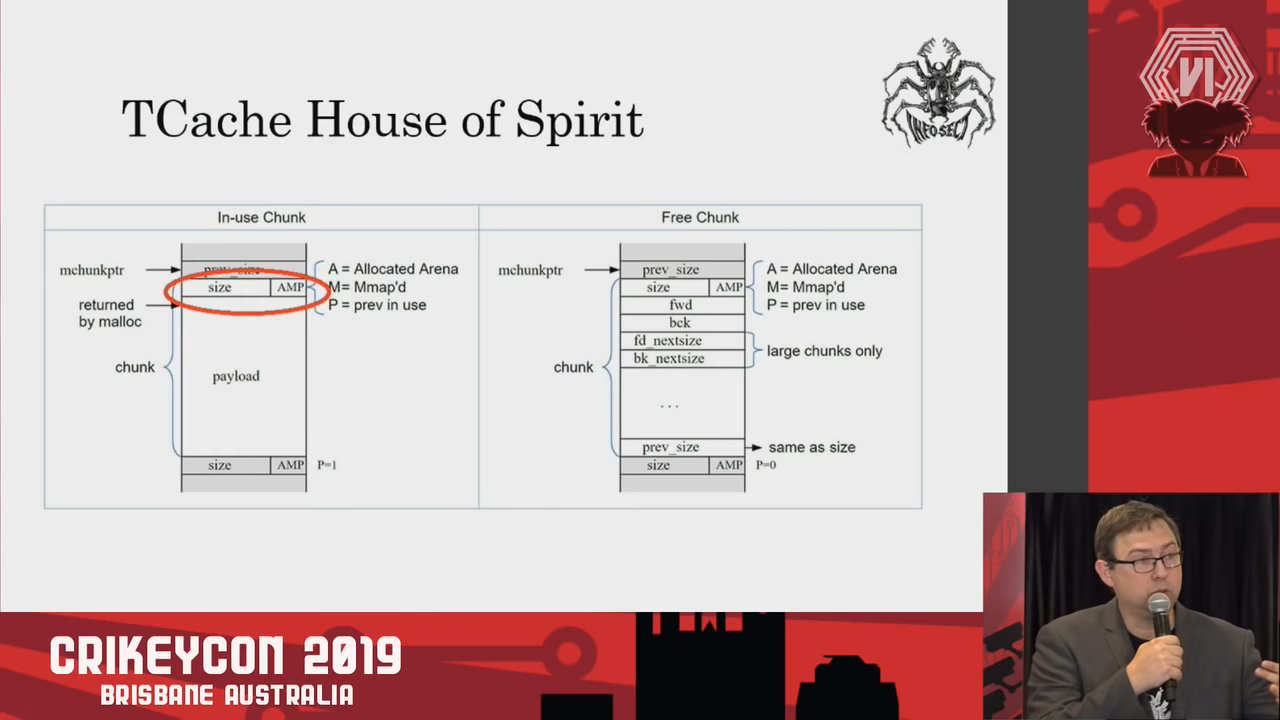 TCache House of Spirit
INFOSECT
VI
In-use Chunk
Free Chunk
mchunkptr
prev_size
size
AMP
A = Allocated Arena
M= Mmap'd
P = prev in use
returned
by malloc
chunk
payload
size
AMP
P=1
mchunkptr
prev_size
size
AMP
A = Allocated Arena
M= Mmap'd
P = prev in use
fwd
bck
fd_nextsize
bk_nextsize
large chunks only
chunk
...
prev_size
same as size
size
AMP
P=0
CRIKEYCON 2019
BRISBANE AUSTRALIA